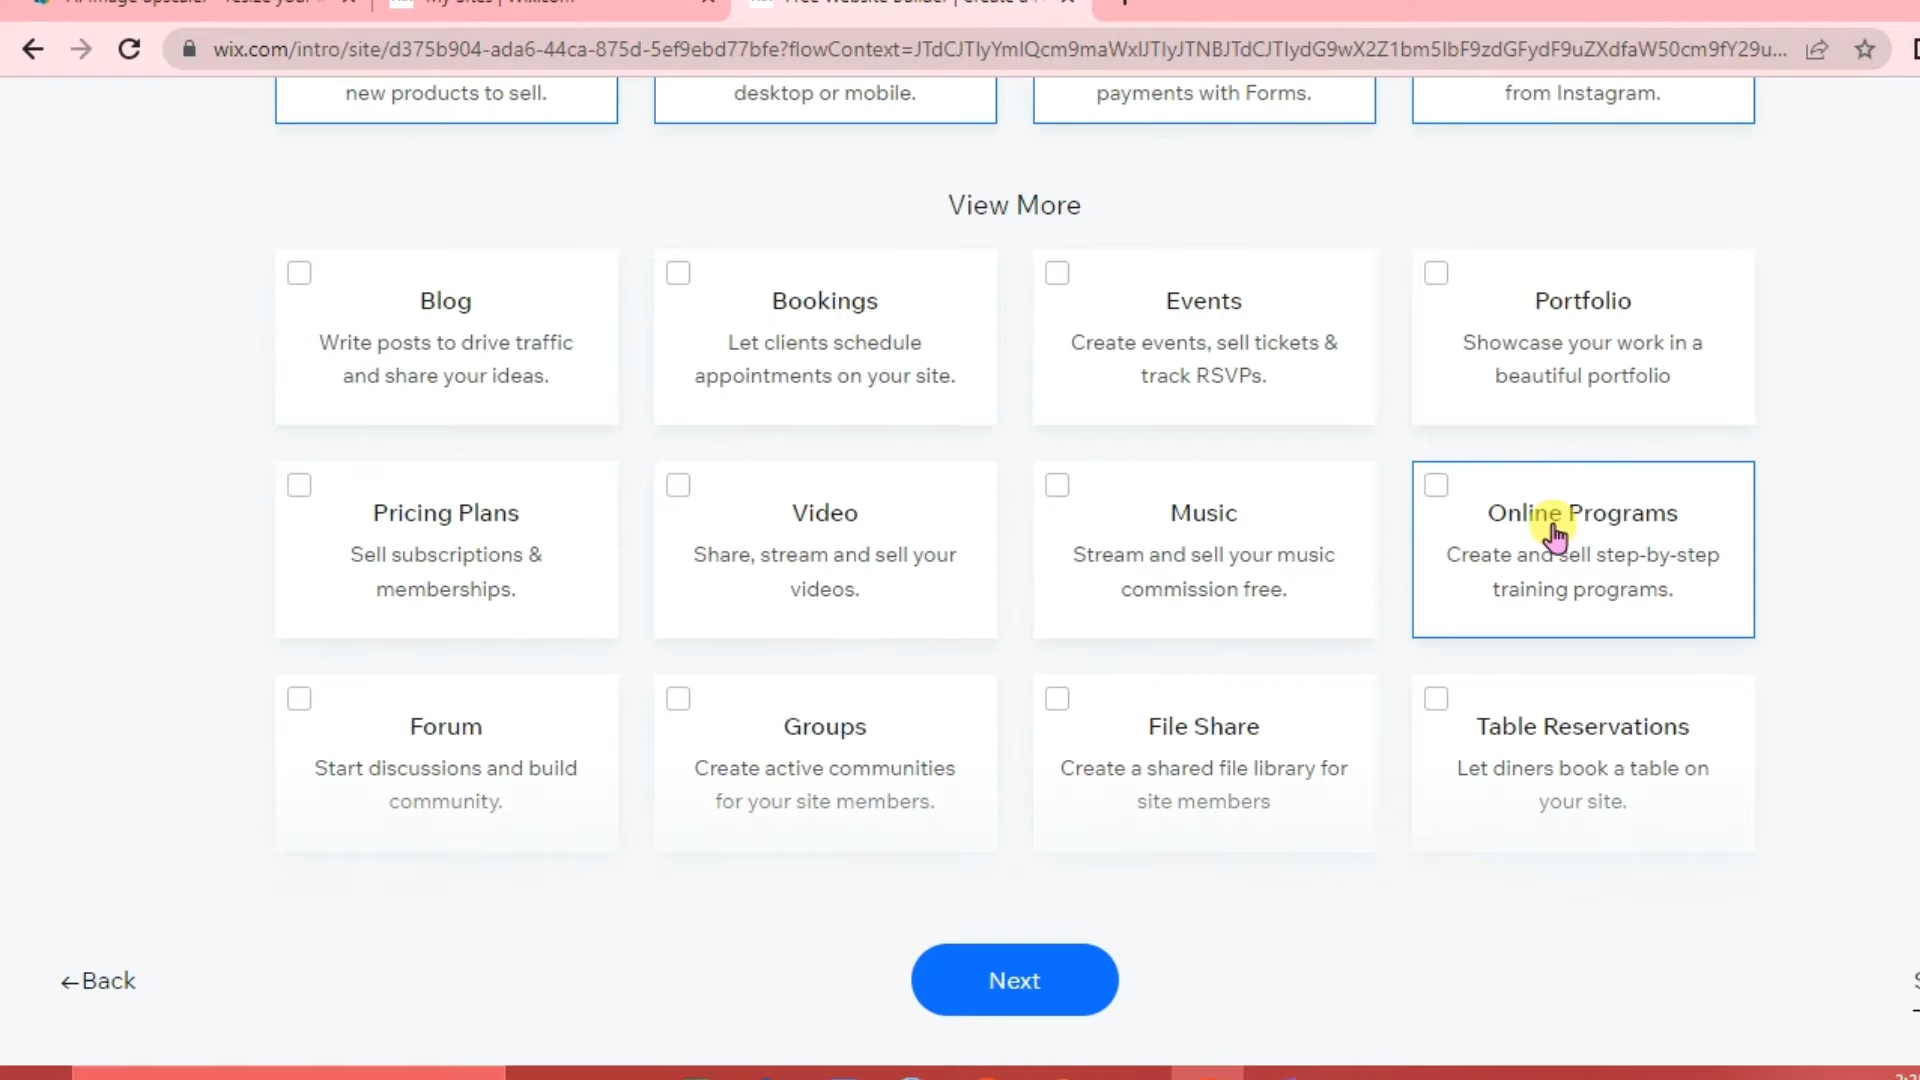 wix.com/intro/site/d375b904-ada6-44ca-875d-5ef9ebd77bfe?flowContext=JTdCJTIyYmlQcm9maWxlJTIyJTNBJTdCJTIydG9wX2Z1bm5lbF9zdGFydF9uZXdfaW50cm9fY29u...
new products to sell.
desktop or mobile.
payments with Forms.
from Instagram.
View More
Blog
Write posts to drive traffic
and share your ideas.
Bookings
Let clients schedule
appointments on your site.
Events
Create events, sell tickets &
track RSVPs.
Portfolio
Showcase your work in a
beautiful portfolio
Pricing Plans
Sell subscriptions &
memberships.
Video
Share, stream and sell your
videos.
Music
Stream and sell your music
commission free.
Online Programs
Create and sell step-by-step
training programs.
Forum
Start discussions and build
community.
Groups
Create active communities
for your site members.
File Share
Create a shared file library for
site members
Table Reservations
Let diners book a table on
your site.
←Back
Next